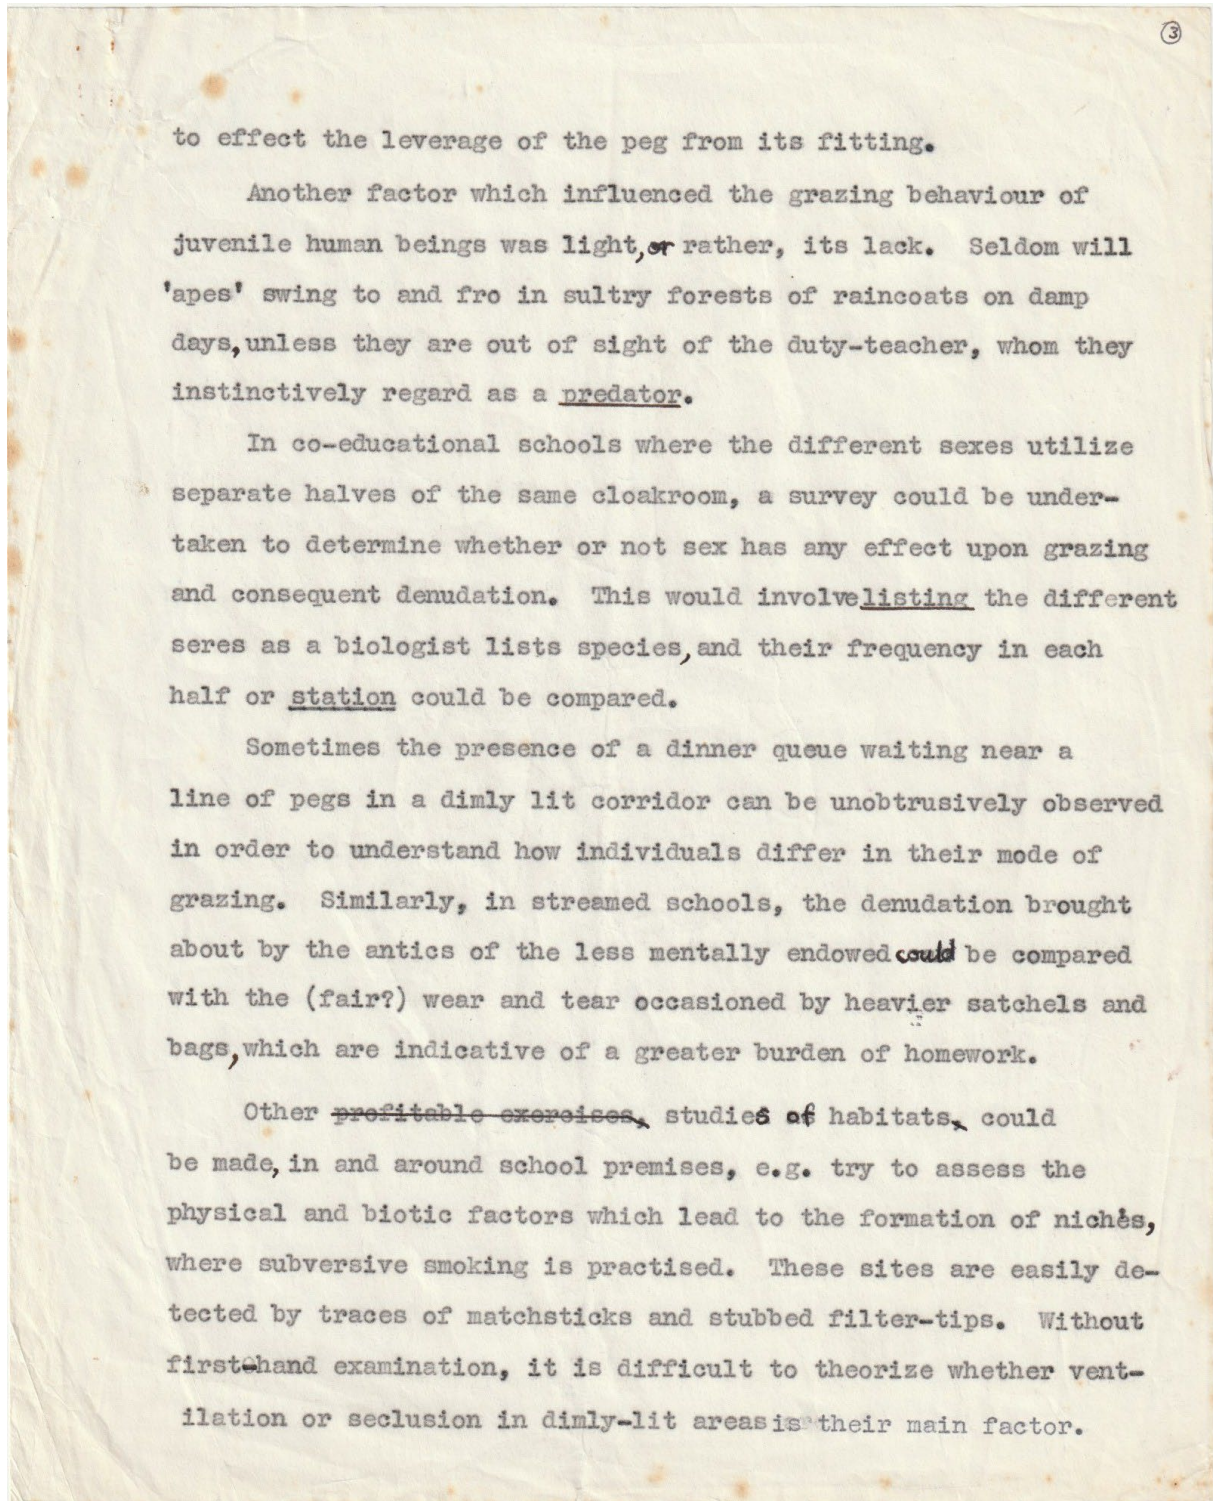 3
to effect the leverage of the peg from its fitting.
Another factor which influenced the grazing behaviour of
juvenile human beings was light, or rather, its lack. Seldom will
'apes' swing to and fro in sultry forests of raincoats on damp
days, unless they are out of sight of the duty-teacher, whom they
instinctively regard as a predator.
In co-educational schools where the different sexes utilize
separate halves of the same cloakroom, a survey could be under-
taken to determine whether or not sex has any effect upon grazing
and consequent denudation. This would involve listing the different
seres as a biologist lists species, and their frequency in each
half or station could be compared.
Sometimes the presence of a dinner queue waiting near a
line of pegs in a dimly lit corridor can be unobtrusively observed
in order to understand how individuals differ in their mode of
grazing. Similarly, in streamed schools, the denudation brought
about by the antics of the less mentally endowed could be compared
with the (fair?) wear and tear occasioned by heavier satchels and
bags, which are indicative of a greater burden of homework.
Other profitable exercises, studies of habitats, could
be made, in and around school premises, e.g. try to assess the
physical and biotic factors which lead to the formation of nichès,
where subversive smoking is practised. These sites are easily de-
tected by traces of matchsticks and stubbed filter-tips. Without
first-hand examination, it is difficult to theorize whether vent-
ilation or seclusion in dimly-lit areas is their main factor.